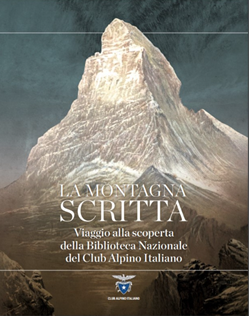 LA MONTAGNA
SCRITTA
Viaggio alla scoperta
della Biblioteca Nazionale
del Club Alpino Italiano
CLUB ALPINO ITALIANO